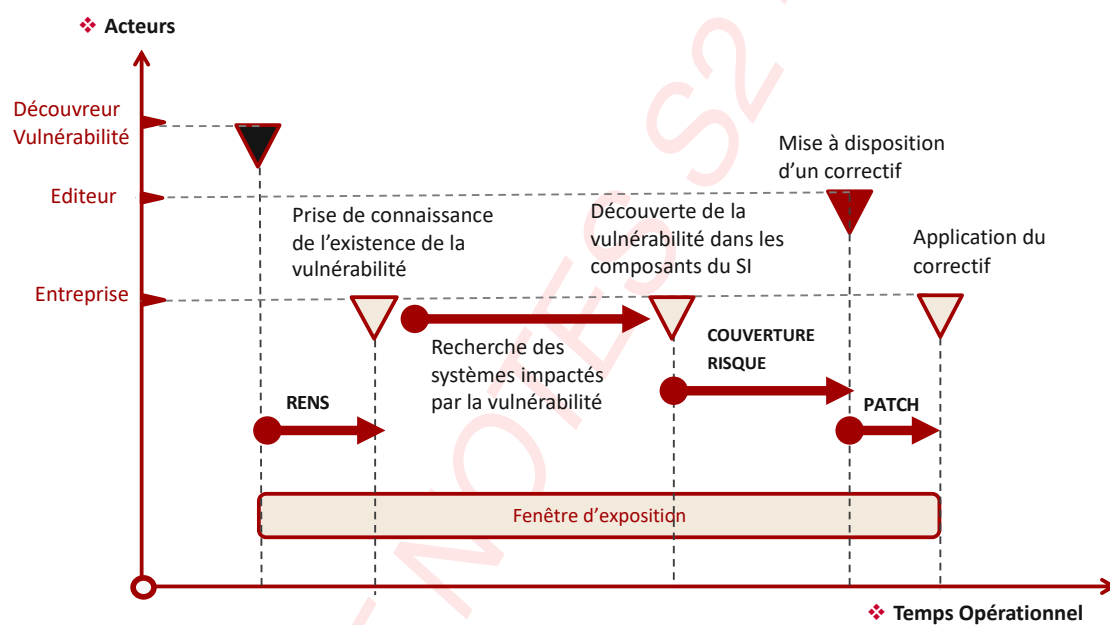 ❖ Acteurs
Découvreur
Vulnérabilité
Editeur
Entreprise
Mise à disposition
d’un correctif
Prise de connaissance
de l’existence de la
vulnérabilité
Découverte de la
vulnérabilité dans les
composants du SI
Application du
correctif
Recherche des
systèmes impactés
par la vulnérabilité
COUVERTURE
RISQUE
RENS
PATCH
Fenêtre d’exposition
❖ Temps Opérationnel
NOTES S2